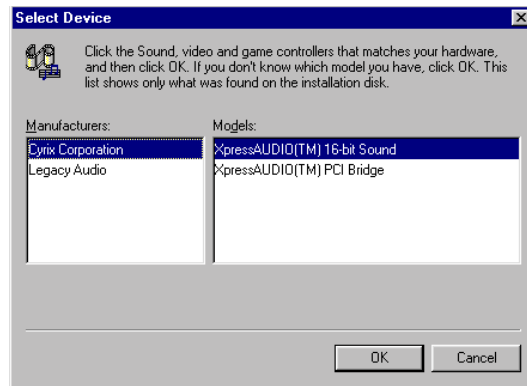 Select Device
Click the Sound, video and game controllers that matches your hardware,
and then click OK. If you don't know which model you have, click OK. This
list shows only what was found on the installation disk.
Manufacturers:
Models:
Cyrix Corporation
Legacy Audio
XpressAUDIO(TM) 16-bit Sound
XpressAUDIO(TM) PCI Bridge
OK
Cancel